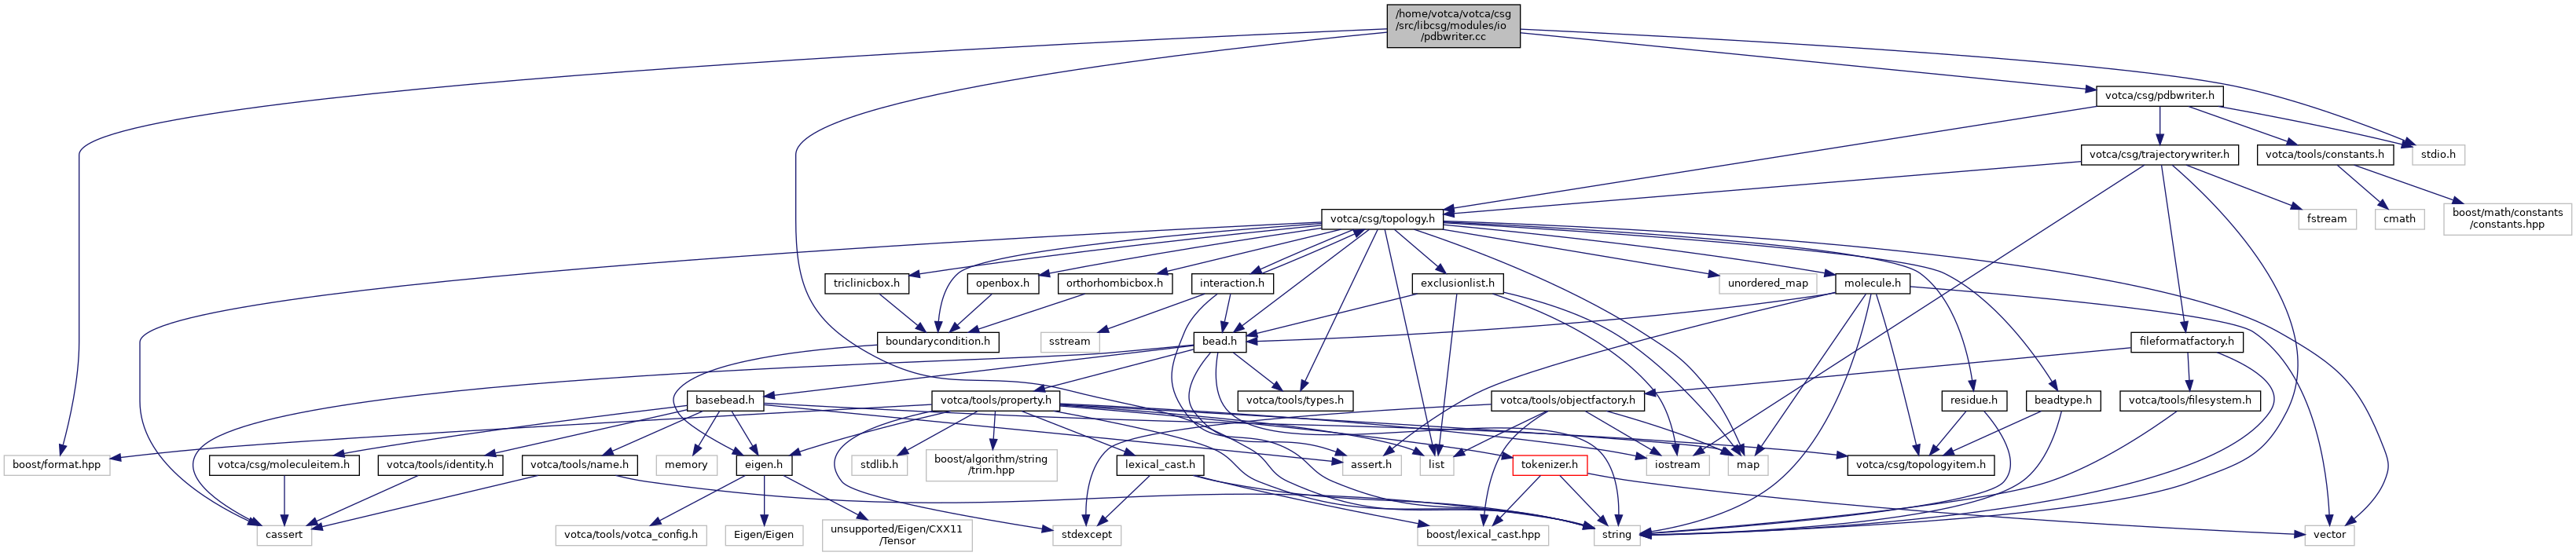 /home/votca/votca/csg
/src/libcsg/modules/io
/pdbwriter.cc
votca/csg/pdbwriter.h
votca/csg/trajectorywriter.h
votca/tools/constants.h
stdio.h
votca/csg/topology.h
fstream
cmath
boost/math/constants
/constants.hpp
triclinicbox.h
openbox.h
orthorhombicbox.h
interaction.h
exclusionlist.h
unordered_map
molecule.h
boundarycondition.h
sstream
bead.h
fileformatfactory.h
basebead.h
votca/tools/property.h
votca/tools/types.h
votca/tools/objectfactory.h
residue.h
beadtype.h
votca/tools/filesystem.h
boost/format.hpp
votca/csg/moleculeitem.h
votca/tools/identity.h
votca/tools/name.h
memory
eigen.h
stdlib.h
boost/algorithm/string
/trim.hpp
lexical_cast.h
assert.h
list
tokenizer.h
iostream
map
votca/csg/topologyitem.h
cassert
votca/tools/votca_config.h
Eigen/Eigen
unsupported/Eigen/CXX11
/Tensor
stdexcept
boost/lexical_cast.hpp
string
vector